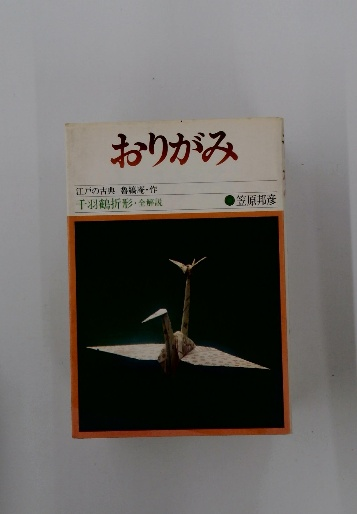 おりがみ
江戸の古典 魯縞庵・作
千羽鶴折形・全解説
●笠原邦彦